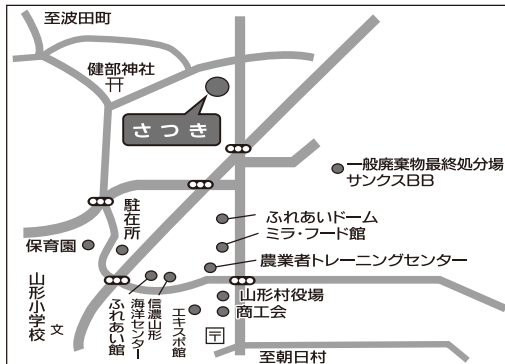 至波田町
健部神社
さつき
一般廃棄物最終処分場
サンクスBB
駐在所
ふれあいドーム
保育園
ミラ・フード館
農業者トレーニングセンター
山形小学校
文
ふれあい館
海洋センター
信濃山形
エキスポ館
山形村役場
商工会
〒
至朝日村